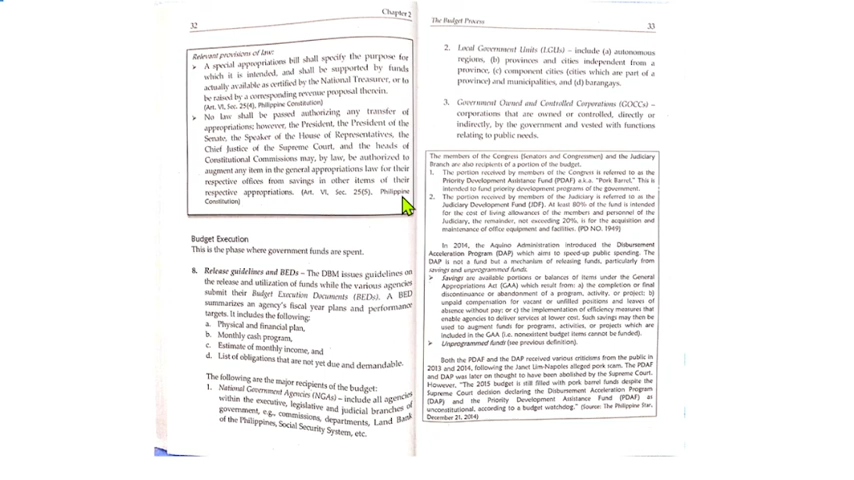 32
Chapter 2
Relevant provisions of law:
➢ A special appropriations bill shall specify the purpose for
which it is intended, and shall be supported by funds
actually available as certified by the National Treasurer, or to
be raised by a corresponding revenue proposal therein.
(Art. VI, Sec. 25(4), Philippine Constitution)
➢ No law shall be passed authorizing any transfer of
appropriations; however, the President, the President of the
Senate, the Speaker of the House of Representatives, the
Chief Justice of the Supreme Court, and the heads of
Constitutional Commissions may, by law, be authorized to
augment any item in the general appropriations law for their
respective offices from savings in other items of their
respective appropriations. (Art. VI, Sec. 25(5), Philippine
Constitution)
Budget Execution
This is the phase where government funds are spent.
8. Release guidelines and BEDs – The DBM issues guidelines on
the release and utilization of funds while the various agencies
submit their Budget Execution Documents (BEDs). A BED
summarizes an agency's fiscal year plans and performance
targets. It includes the following:
a. Physical and financial plan,
b. Monthly cash program,
c. Estimate of monthly income, and
d. List of obligations that are not yet due and demandable.
The following are the major recipients of the budget:
1. National Government Agencies (NGAs) – include all agencies
within the executive, legislative and judicial branches of
government, e.g., commissions, departments, Land Bank
of the Philippines, Social Security System, etc.
The Budget Process
33
2. Local Government Units (LGUs) – include (a) autonomous
regions, (b) provinces and cities independent from a
province, (c) component cities (cities which are part of a
province) and municipalities, and (d) barangays.
3. Government Owned and Controlled Corporations (GOCCs) –
corporations that are owned or controlled, directly or
indirectly, by the government and vested with functions
relating to public needs.
The members of the Congress (Senators and Congressmen) and the Judiciary
Branch are also recipients of a portion of the budget.
1. The portion received by members of the Congress is referred to as the
Priority Development Assistance Fund (PDAF) a.k.a. "Pork Barrel." This is
intended to fund priority development programs of the government.
2. The portion received by members of the Judiciary is referred to as the
Judiciary Development Fund (JDF). At least 80% of the fund is intended
for the cost of living allowances of the members and personnel of the
Judiciary, the remainder, not exceeding 20%, is for the acquisition and
maintenance of office equipment and facilities. (PD NO. 1949)
In 2014, the Aquino Administration introduced the Disbursement
Acceleration Program (DAP) which aims to speed-up public spending. The
DAP is not a fund but a mechanism of releasing funds, particularly from
savings and unprogrammed funds.
➢ Savings are available portions or balances of items under the General
Appropriations Act (GAA) which result from: a) the completion or final
discontinuance or abandonment of a program, activity, or project; b)
unpaid compensation for vacant or unfilled positions and leaves of
absence without pay; or c) the implementation of efficiency measures that
enable agencies to deliver services at lower cost. Such savings may then be
used to augment funds for programs, activities, or projects which are
included in the GAA (i.e. nonexistent budget items cannot be funded).
➢ Unprogrammed funds (see previous definition).
Both the PDAF and the DAP received various criticisms from the public in
2013 and 2014, following the Janet Lim-Napoles alleged pork scam. The PDAF
and DAP was later on thought to have been abolished by the Supreme Court.
However, "The 2015 budget is still filled with pork barrel funds despite the
Supreme Court decision declaring the Disbursement Acceleration Program
(DAP) and the Priority Development Assistance Fund (PDAF) as
unconstitutional, according to a budget watchdog." (Source: The Philippine Star,
December 21, 2014)